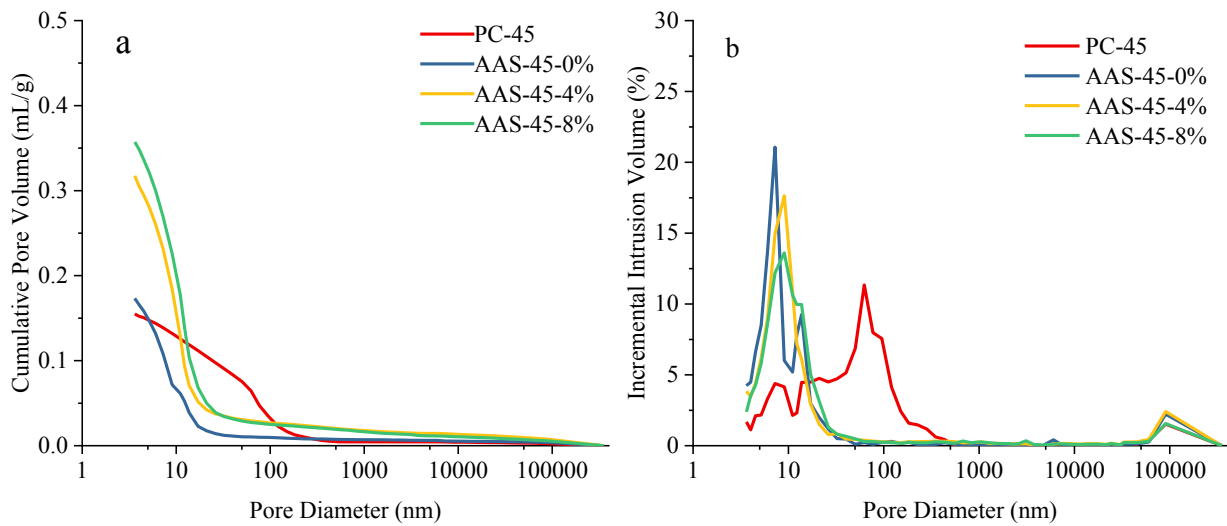 a
PC-45
AAS-45-0%
AAS-45-4%
AAS-45-8%
Cumulative Pore Volume (mL/g)
0.5
0.4
0.3
0.2
0.1
0.0
1 10 100 1000 10000 100000
Pore Diameter (nm)
b
PC-45
AAS-45-0%
AAS-45-4%
AAS-45-8%
Incremental Intrusion Volume (%)
30
25
20
15
10
5
0
1 10 100 1000 10000 100000
Pore Diameter (nm)